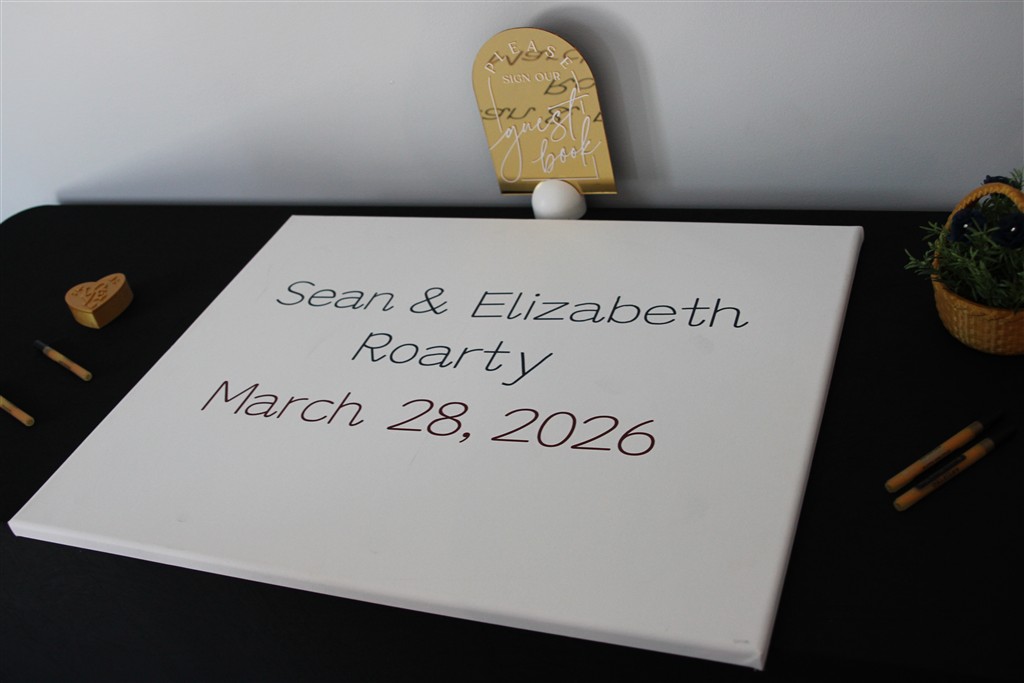 PLEASE
SIGN OUR
guest
book
Sean & Elizabeth
Roarty
March 28, 2026